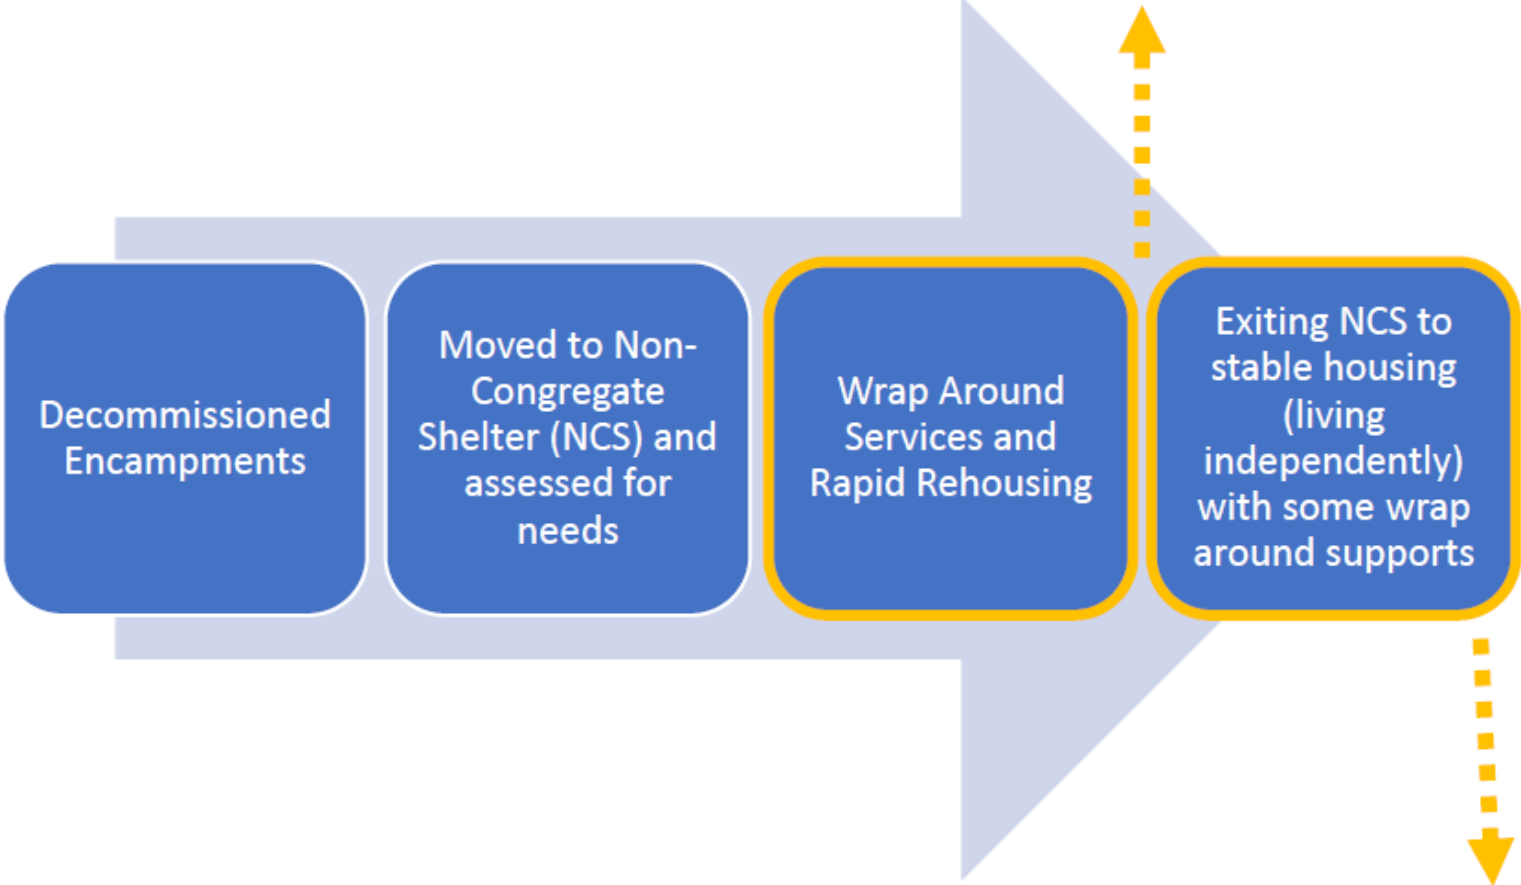 Decommissioned
Encampments
Moved to Non-
Congregate
Shelter (NCS) and
assessed for
needs
Wrap Around
Services and
Rapid Rehousing
Exiting NCS to
stable housing
(living
independently)
with some wrap
around supports